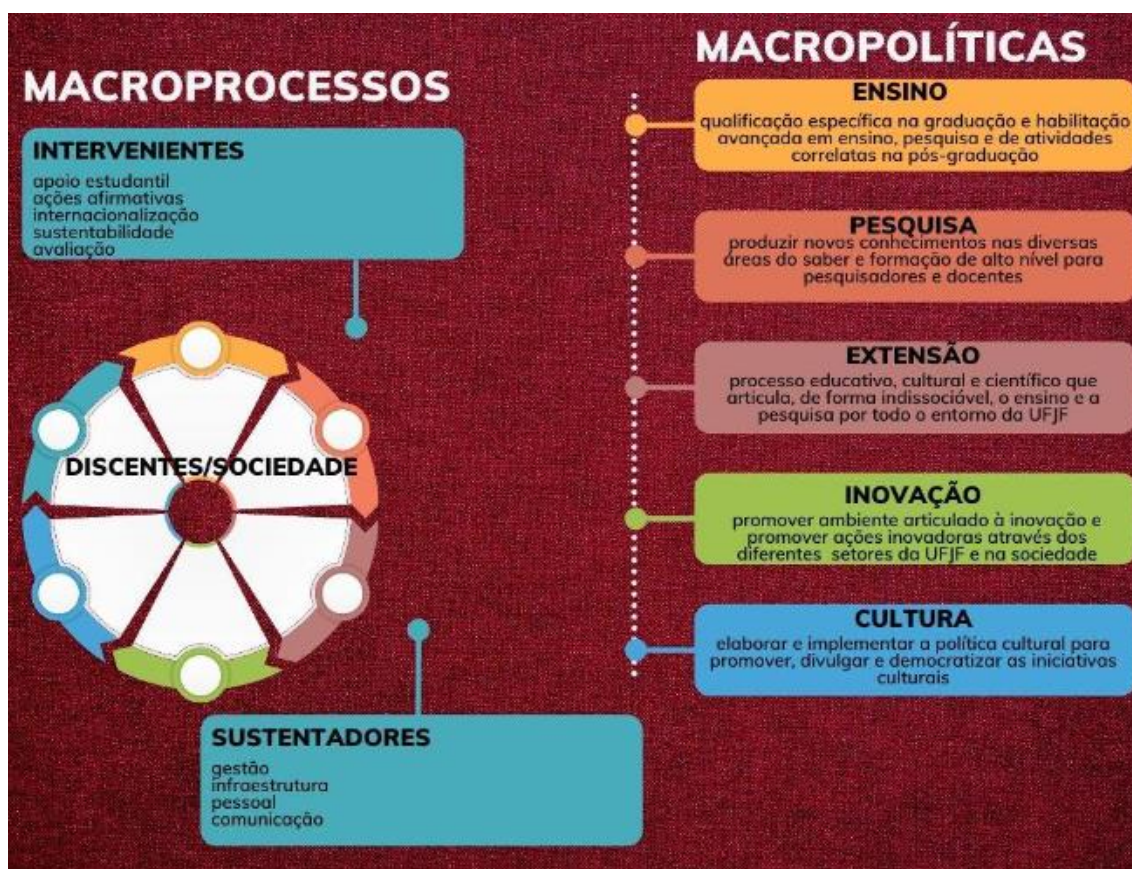 MACROPROCESSOS
INTERVENIENTES
apoio estudantil
ações afirmativas
internacionalização
sustentabilidade
avaliação
DISCENTES/SOCIEDADE
SUSTENTADORES
gestão
infraestrutura
pessoal
comunicação
MACROPOLÍTICAS
ENSINO
qualificação específica na graduação e habilitação
avançada em ensino, pesquisa e de atividades
correlatas na pós-graduação
PESQUISA
produzir novos conhecimentos nas diversas
áreas do saber e formação de alto nível para
pesquisadores e docentes
EXTENSÃO
processo educativo, cultural e científico que
articula, de forma indissociável, o ensino e a
pesquisa por todo o entorno da UFJF
INOVAÇÃO
promover ambiente articulado à inovação e
promover ações inovadoras através dos
diferentes setores da UFJF e na sociedade
CULTURA
elaborar e implementar a política cultural para
promover, divulgar e democratizar as iniciativas
culturais